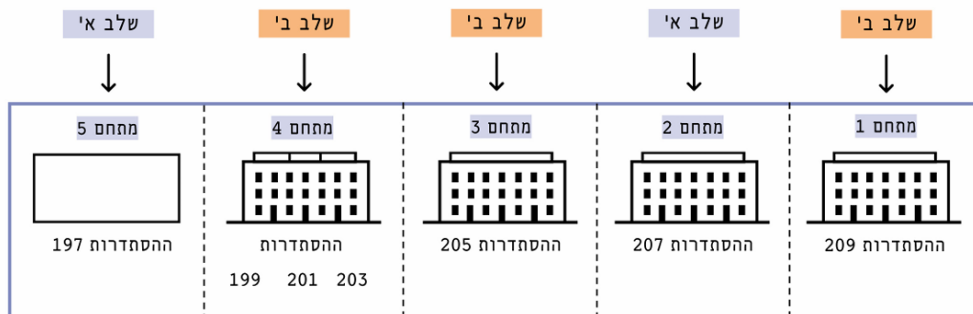 שלב ב'
שלב א'
שלב ב'
שלב ב'
שלב א'
מתחם 1
מתחם 2
מתחם 3
מתחם 4
מתחם 5
ההסתדרות 209
ההסתדרות 207
ההסתדרות 205
ההסתדרות
203 201 199
ההסתדרות 197